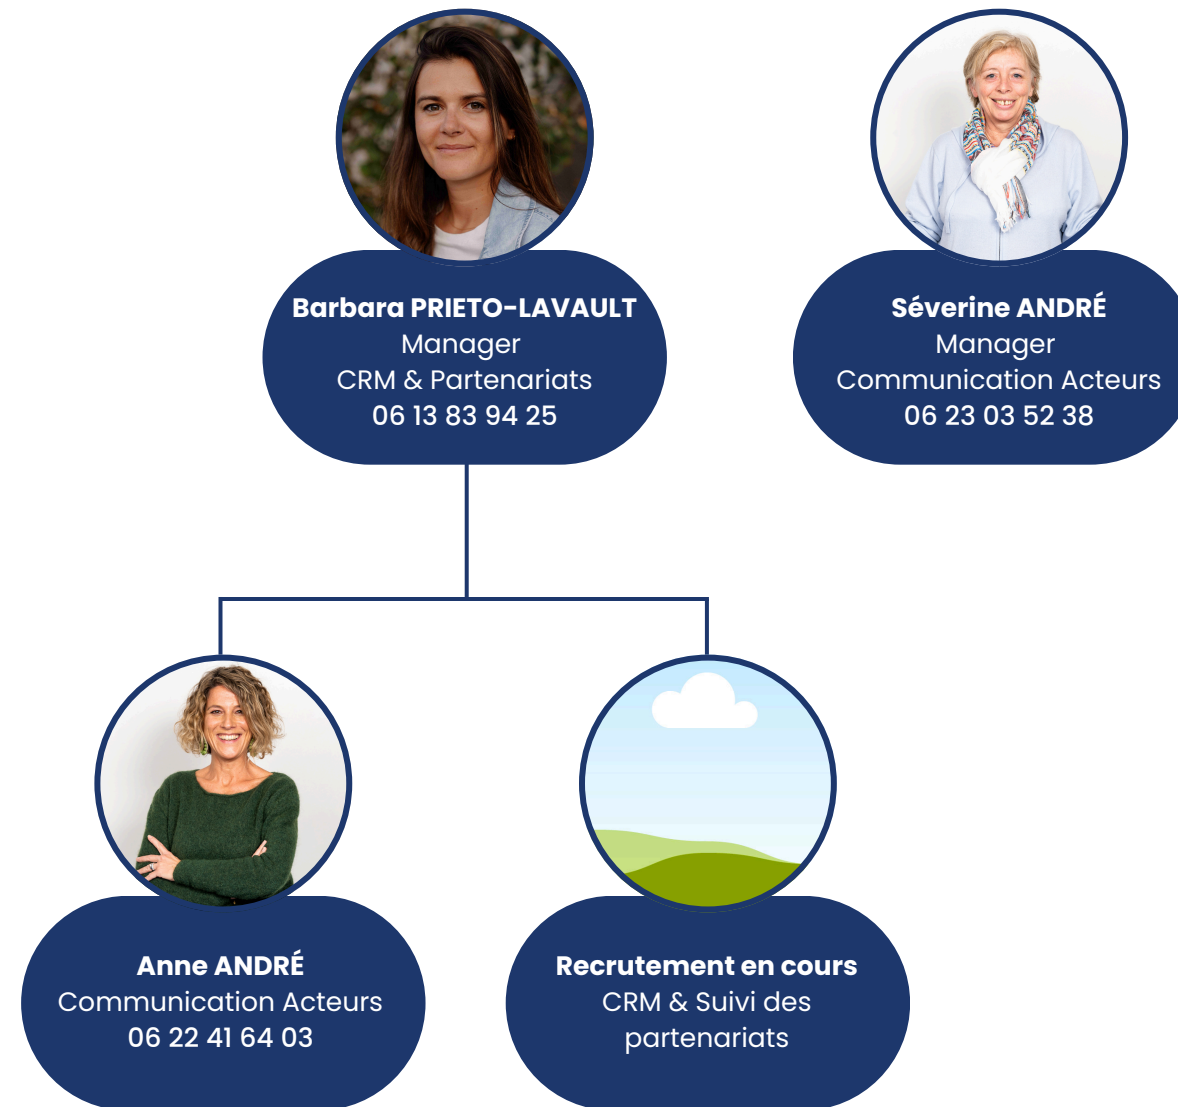 Barbara PRIETO-LAVAULT
Manager
CRM & Partenariats
06 13 83 94 25
Séverine ANDRÉ
Manager
Communication Acteurs
06 23 03 52 38
Anne ANDRÉ
Communication Acteurs
06 22 41 64 03
Recrutement en cours
CRM & Suivi des
partenariats